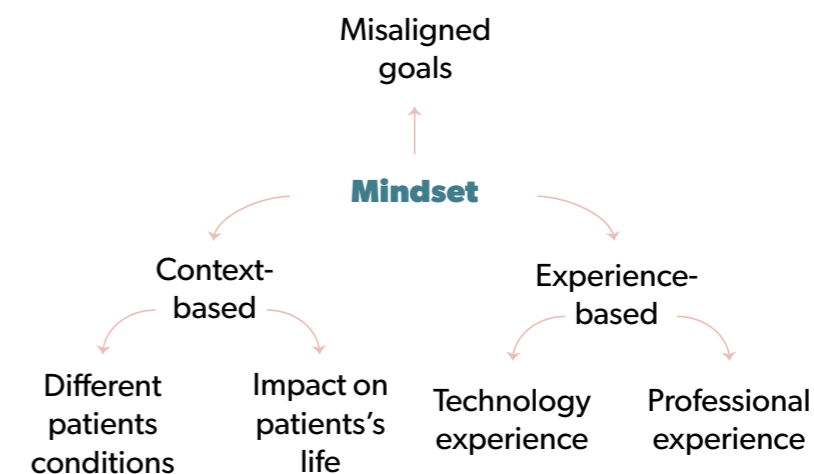 Misaligned
goals
Mindset
Context-
based
Experience-
based
Different
patients
conditions
Impact on
patients's
life
Technology
experience
Professional
experience